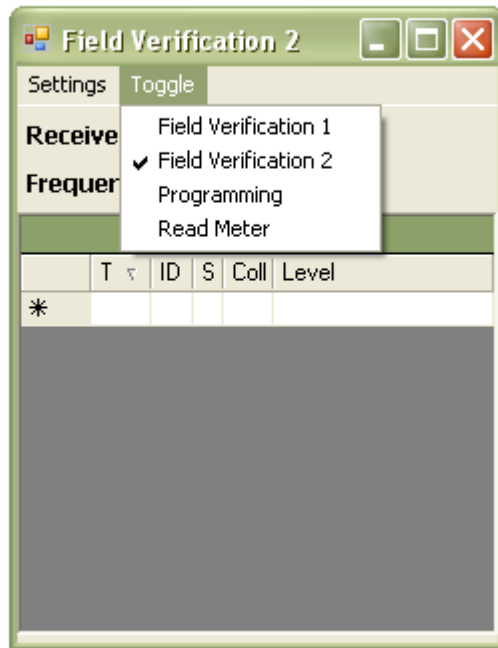 Field Verification 2
Settings Toggle
Field Verification 1
Field Verification 2
Programming
Read Meter
Receive
Frequer
T ID S Coll Level